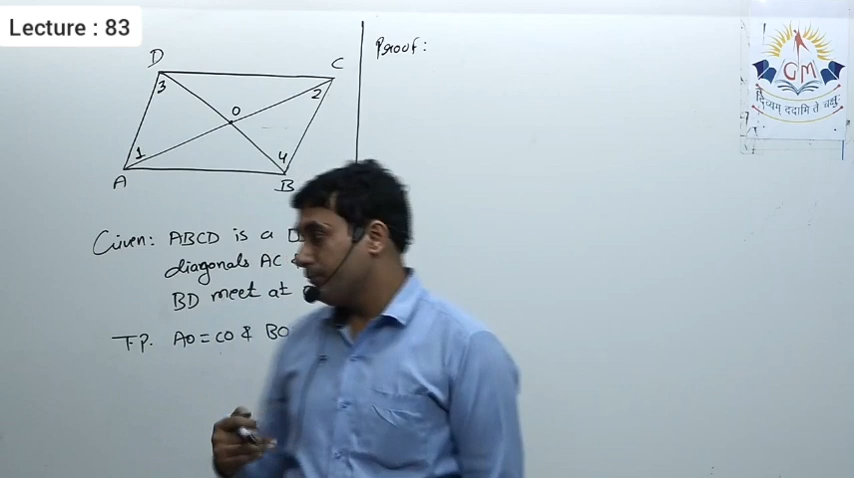 Lecture : 83
D
C
Proof:
3
2
O
1
4
A
B
Given: ABCD is a
diagonals AC
BD meet at
T.P. AO = CO & BO
GM
दिव्यम् ददामि ते चक्षुः